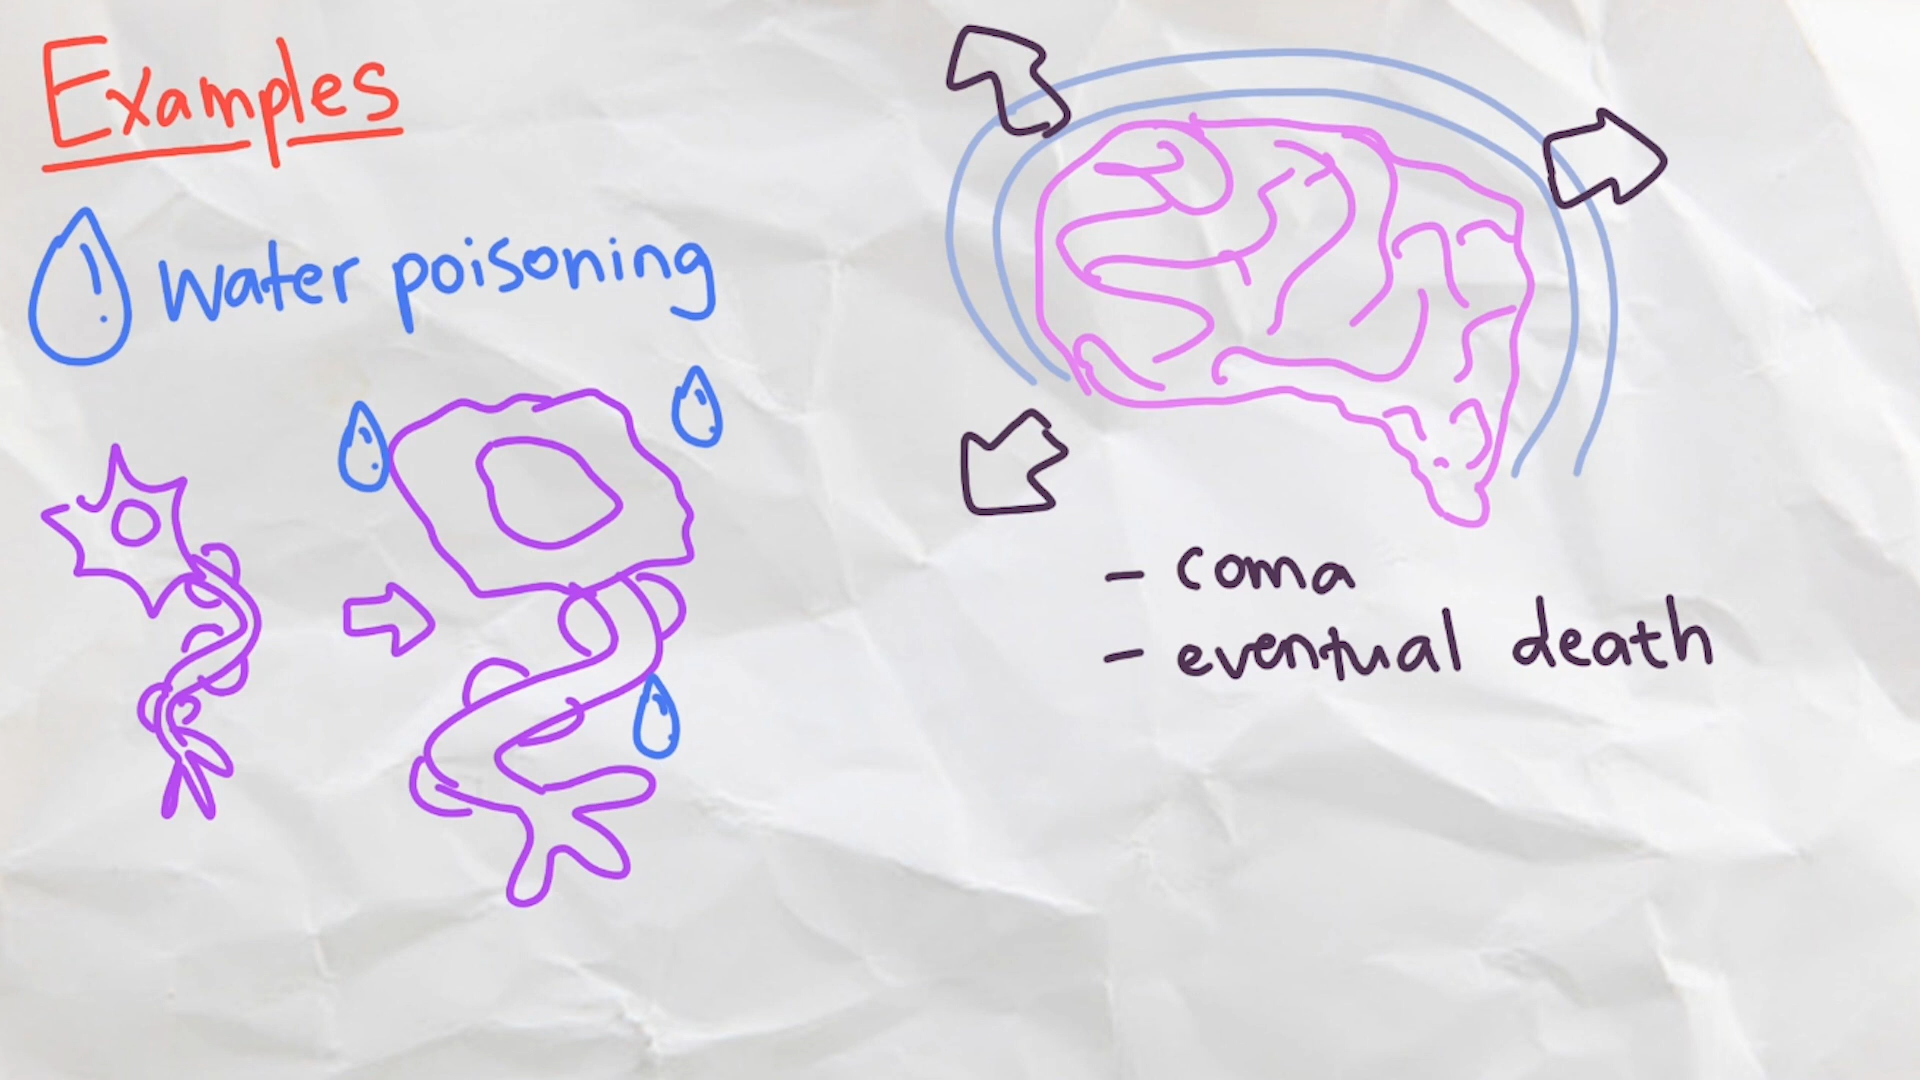 Examples
water poisoning
- coma
- eventual death